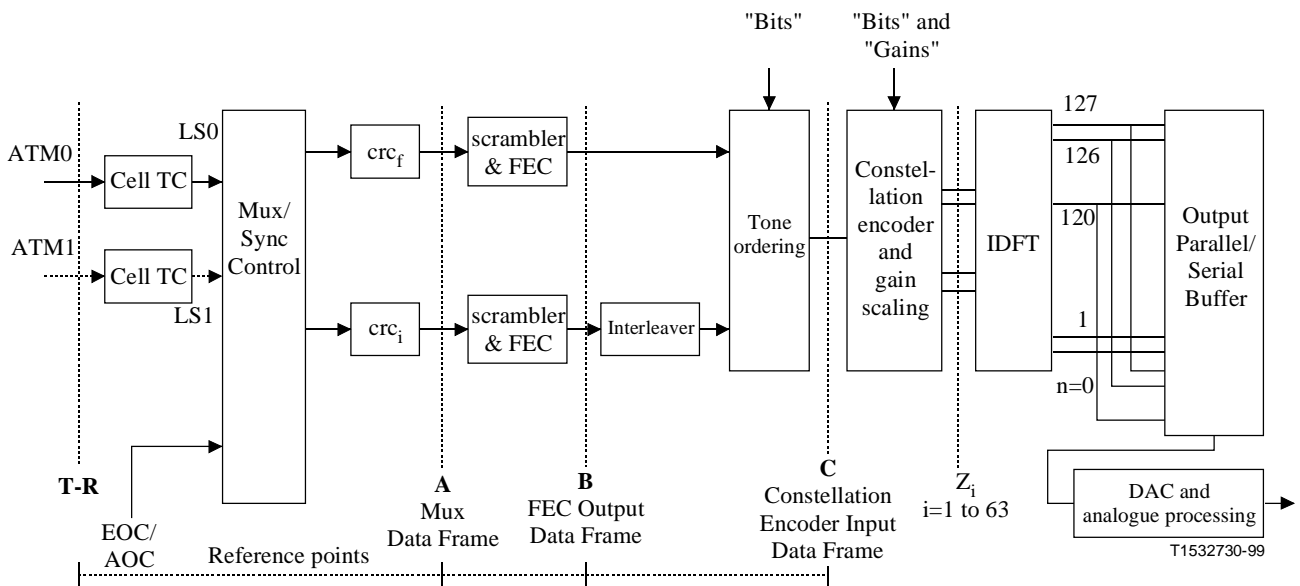 "Bits"
"Bits" and
"Gains"
ATM0
Cell TC
LS0
ATM1
Cell TC
LS1
Mux/
Sync
Control
crcf
crci
scrambler
& FEC
scrambler
& FEC
Interleaver
Tone
ordering
Constel-
lation
encoder
and
gain
scaling
IDFT
127
126
120
1
n=0
Output
Parallel/
Serial
Buffer
T-R
EOC/
AOC
A
Mux
Data Frame
B
FEC Output
Data Frame
C
Constellation
Encoder Input
Data Frame
Zi
i=1 to 63
DAC and
analogue processing
Reference points
T1532730-99